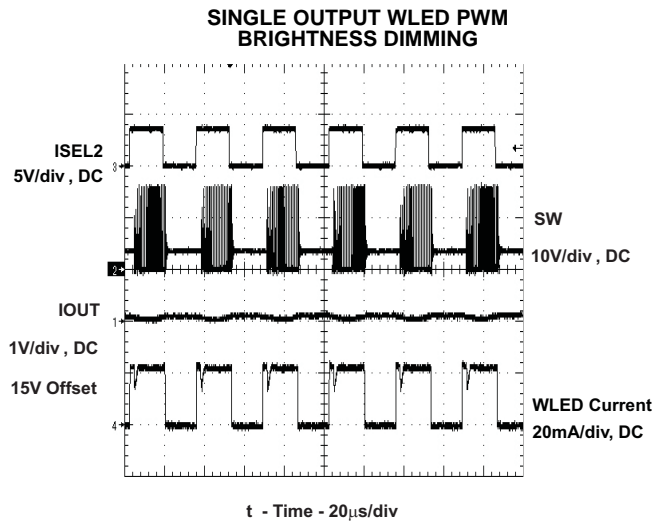 SINGLE OUTPUT WLED PWM
BRIGHTNESS DIMMING
ISEL2
5V/div , DC
3
SW
10V/div , DC
2
IOUT
1
1V/div , DC
15V Offset
WLED Current
20mA/div, DC
4
t - Time - 20μs/div